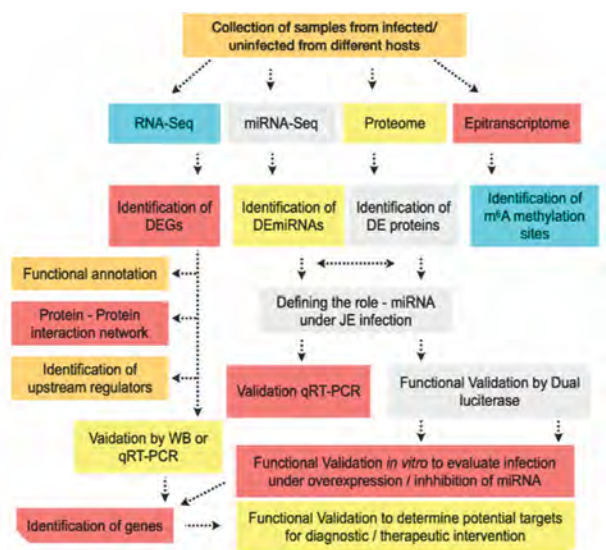 Collection of samples from infected/
uninfected from different hosts
RNA-Seq
miRNA-Seq
Proteome
Epitranscriptome
Identification of
DEGs
Identification of
DEmiRNAs
Identification of
DE proteins
Identification of
m⁶A methylation
sites
Functional annotation
Protein - Protein
interaction network
Identification of
upstream regulators
Defining the role - miRNA
under JE infection
Validation qRT-PCR
Functional Validation by Dual
luciterase
Vaidation by WB or
qRT-PCR
Functional Validation in vitro to evaluate infection
under overexpression / inhhibition of miRNA
Identification of genes
Functional Validation to determine potential targets
for diagnostic / therapeutic intervention